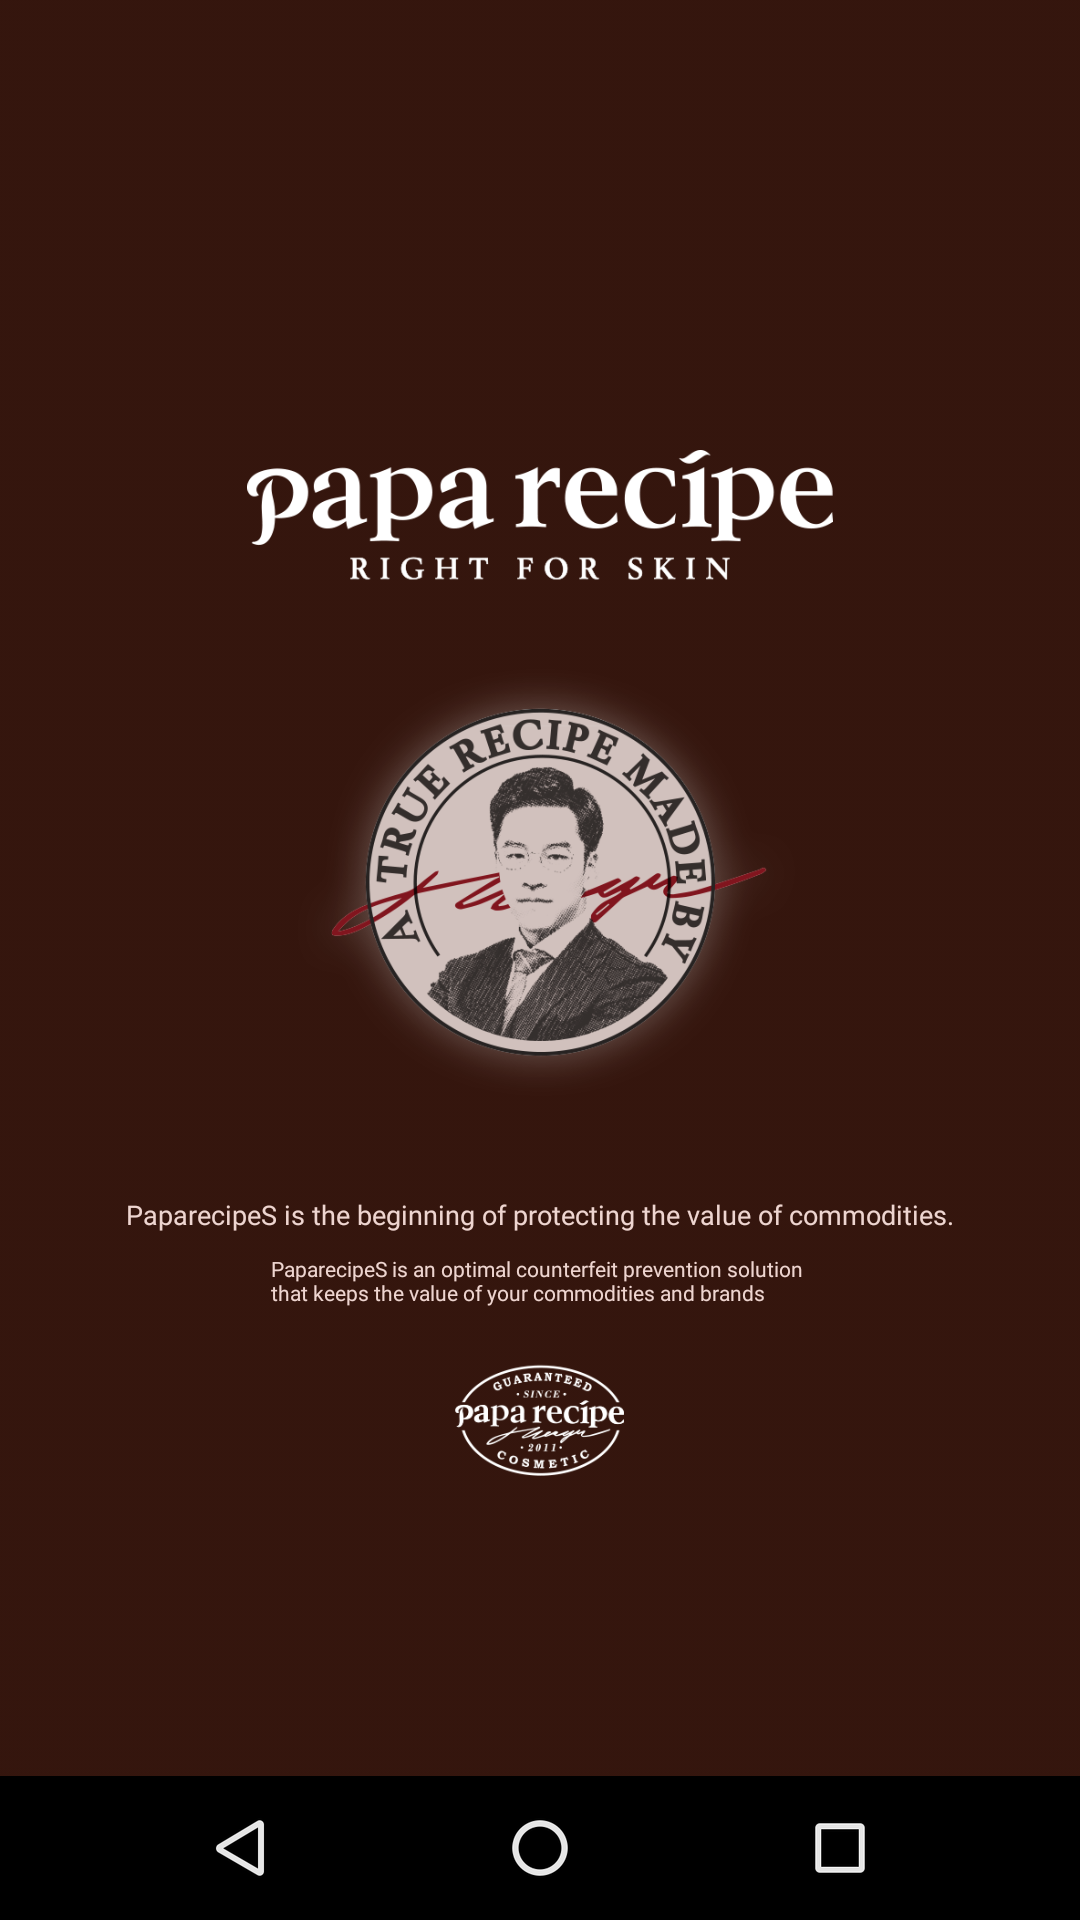 papa recipe
RIGHT FOR SKIN
A TRUE RECIPE MADE BY
PaparecipeS is the beginning of protecting the value of commodities.
PaparecipeS is an optimal counterfeit prevention solution
that keeps the value of your commodities and brands
GUARANTEED
· SINCE ·
papa recipe
· 2011 ·
COSMETIC